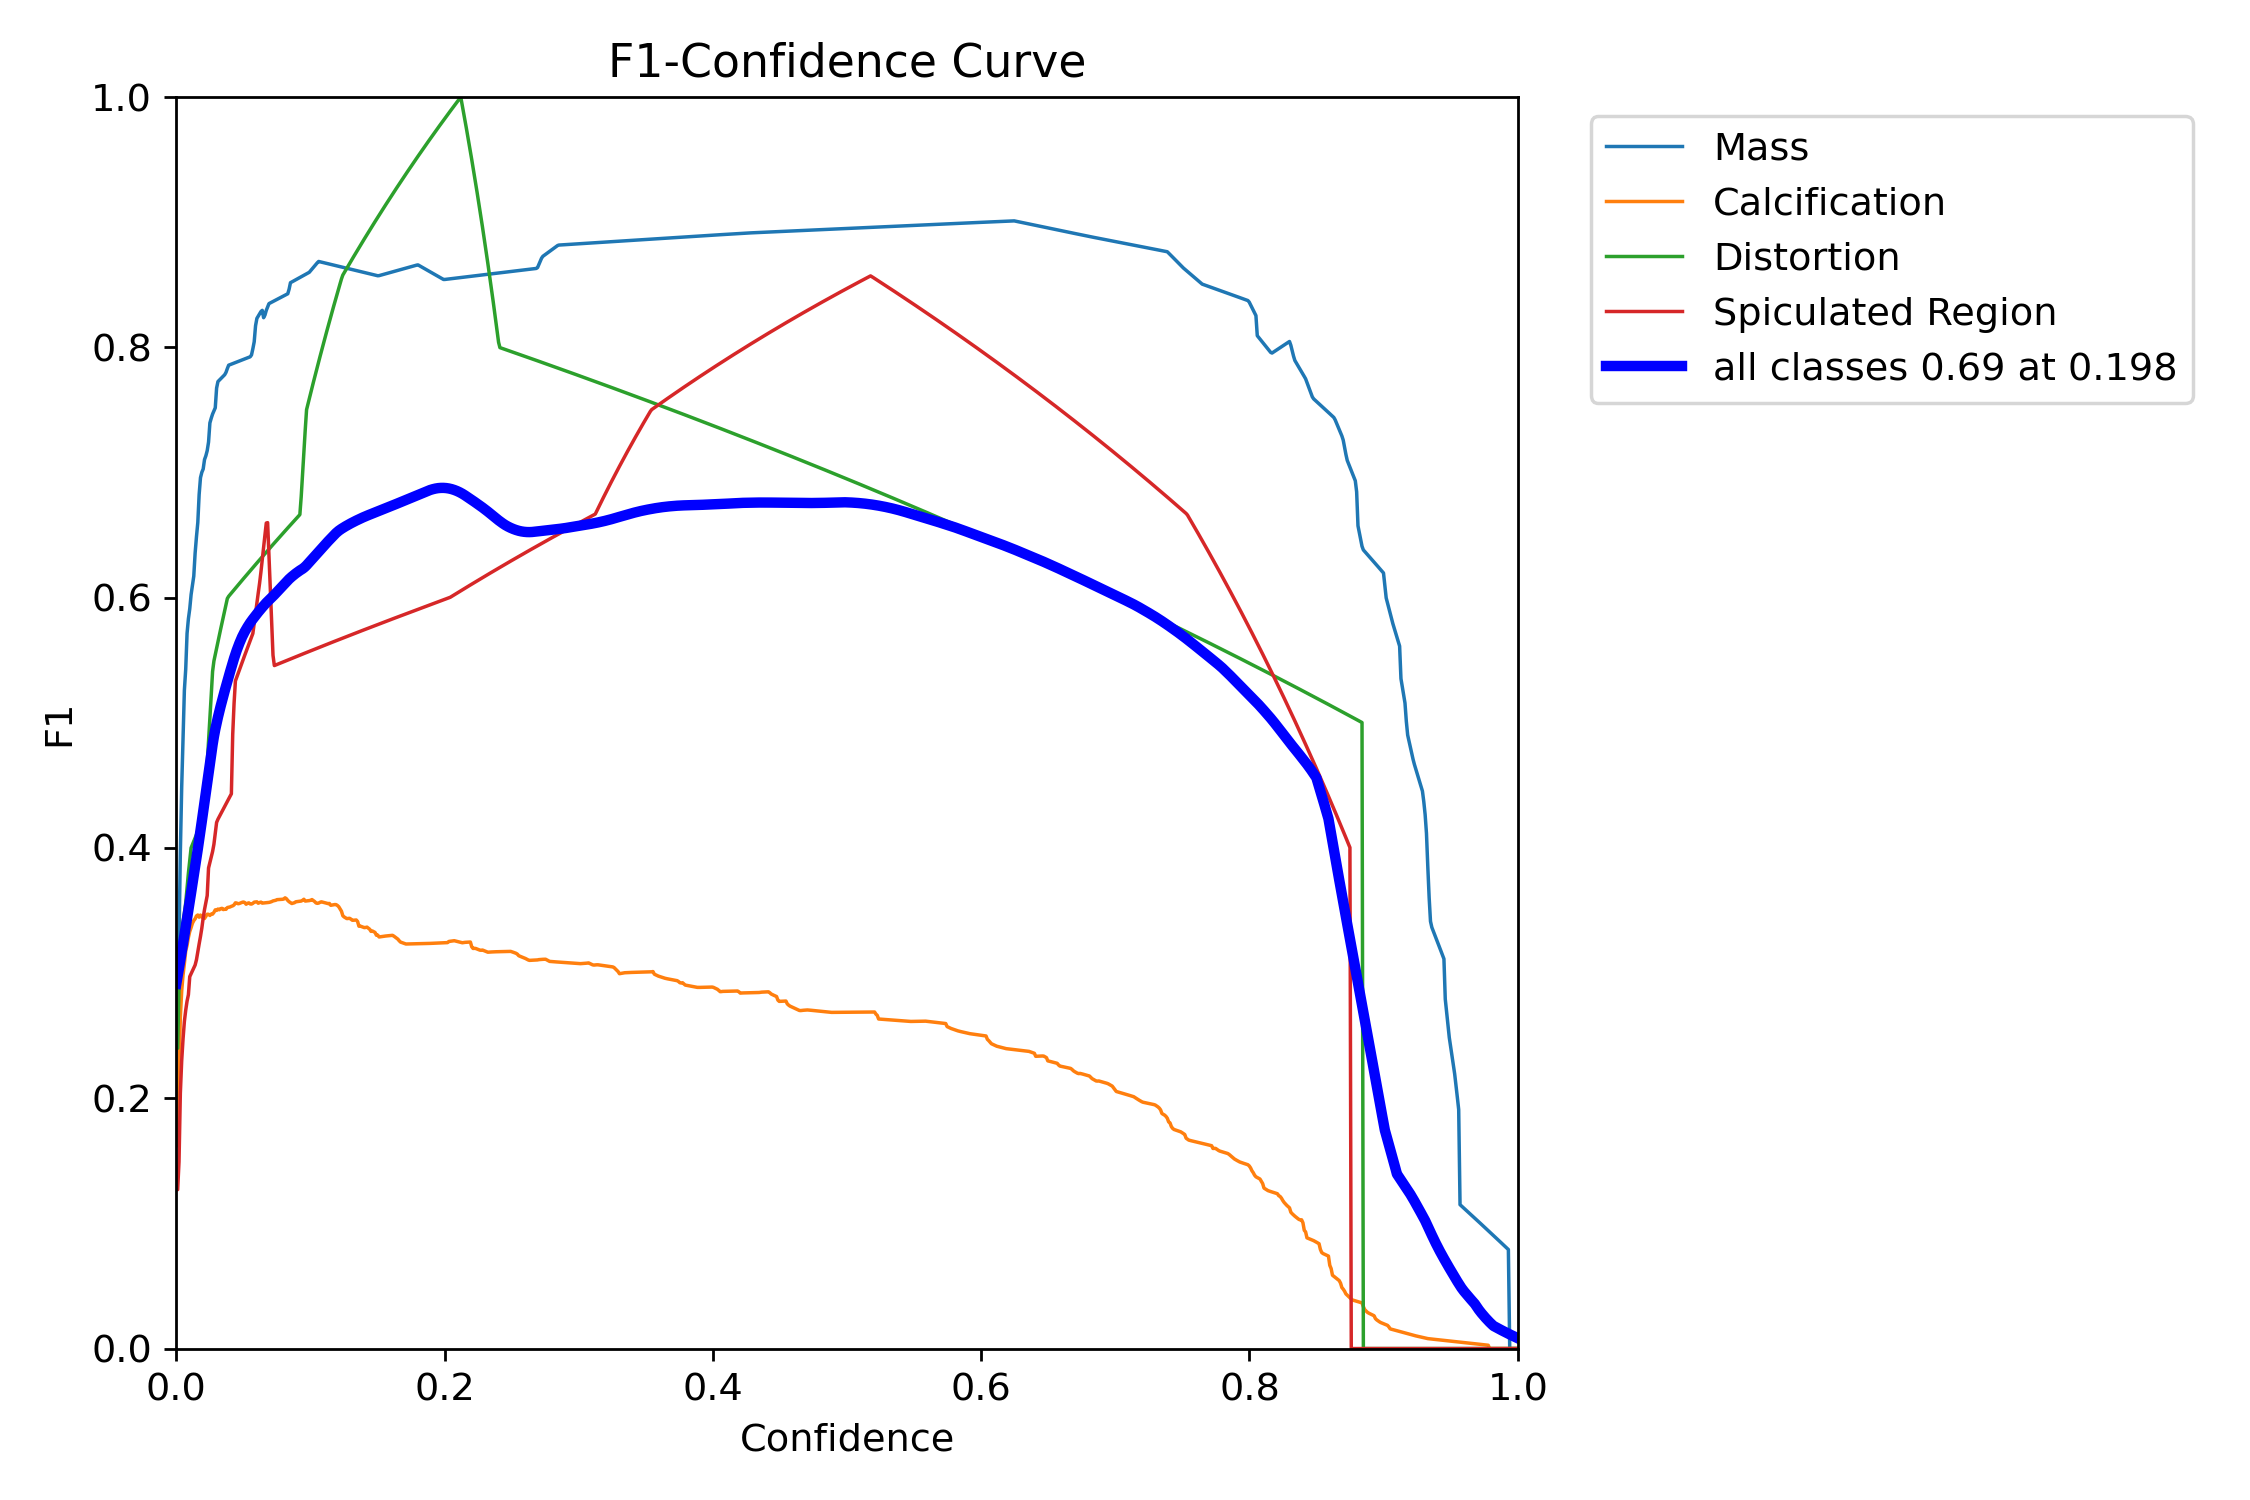 F1-Confidence Curve
1.0
0.8
0.6
0.4
0.2
0.0
F1
0.0 0.2 0.4 0.6 0.8 1.0
Confidence
Mass
Calcification
Distortion
Spiculated Region
all classes 0.69 at 0.198